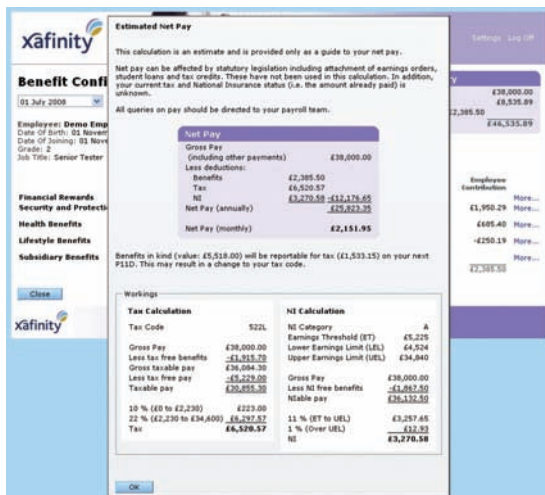 xafinity
Settings Log Off
Benefit Confi
01 July 2008
Employee: Demo Emp
Date Of Birth: 01 Novem
Date Of Joining: 01 Nove
Grade: 2
Job Title: Senior Tester
Financial Rewards
Security and Protecti
Health Benefits
Lifestyle Benefits
Subsidiary Benefits
Close
xafinity
Estimated Net Pay
This calculation is an estimate and is provided only as a guide to your net pay.
Net pay can be affected by statutory legislation including attachment of earnings orders,
student loans and tax credits. These have not been used in this calculation. In addition,
your current tax and National Insurance status (i.e. the amount already paid) is
unknown.
All queries on pay should be directed to your payroll team.
Net Pay
Gross Pay
(including other payments) £38,000.00
Less deductions:
Benefits £2,385.50
Tax £6,520.57
NI £3,270.58 -£12,176.65
Net Pay (annually) £25,823.35
Net Pay (monthly) £2,151.95
Benefits in kind (value: £5,518.00) will be reportable for tax (£1,533.15) on your next
P11D. This may result in a change to your tax code.
Workings
Tax Calculation
Tax Code 522L
Gross Pay £38,000.00
Less tax free benefits -£1,915.70
Gross taxable pay £36,084.30
Less tax free pay -£5,229.00
Taxable pay £30,855.30
10 % (£0 to £2,230) £223.00
22 % (£2,230 to £34,600) £6,297.57
Tax £6,520.57
NI Calculation
NI Category A
Earnings Threshold (ET) £5,225
Lower Earnings Limit (LEL) £4,524
Upper Earnings Limit (UEL) £34,840
Gross Pay £38,000.00
Less NI free benefits -£1,867.50
NIable pay £36,132.50
11 % (ET to UEL) £3,257.65
1 % (Over UEL) £12.93
NI £3,270.58
OK
y
£38,000.00
£8,535.89
£2,385.50
£46,535.89
Employee
Contribution
More...
£1,950.29 More...
£685.40 More...
-£250.19 More...
More...
£2,385.50